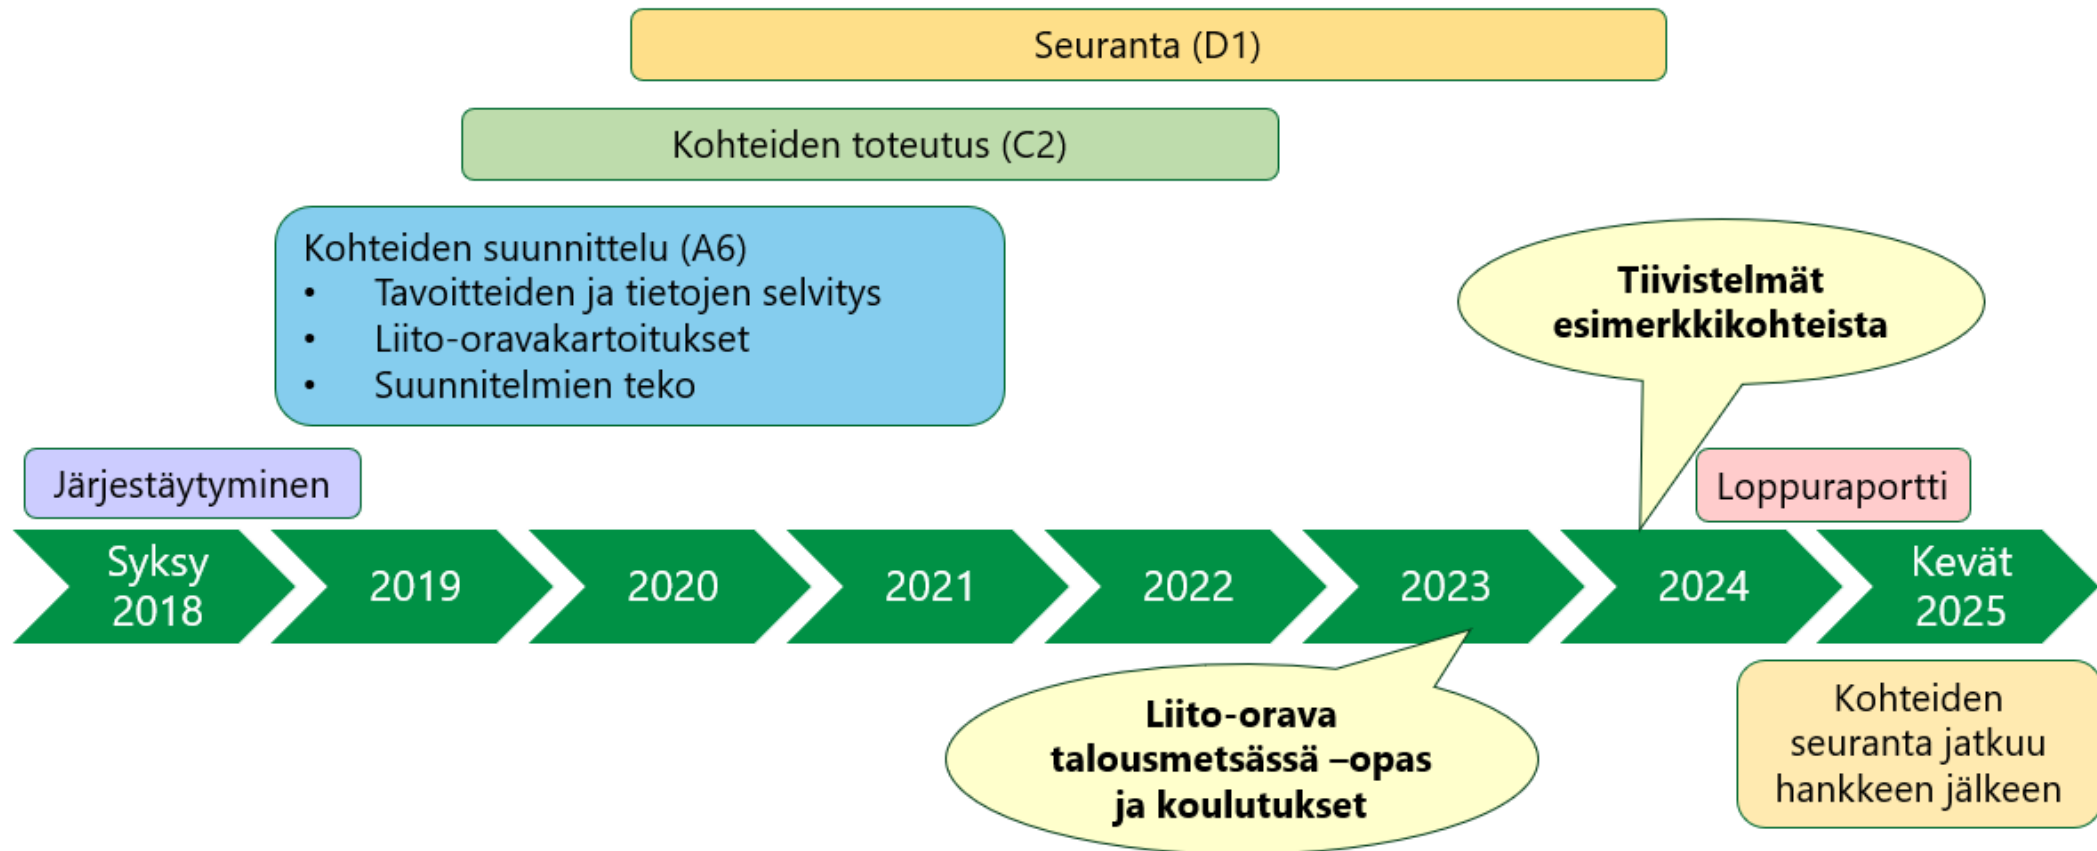 Seuranta (D1)
Kohteiden toteutus (C2)
Kohteiden suunnittelu (A6)
• Tavoitteiden ja tietojen selvitys
• Liito-oravakartoitukset
• Suunnitelmien teko
Tiivistelmät
esimerkkikohteista
Järjestäytyminen
Loppuraportti
Syksy
2018
2019
2020
2021
2022
2023
2024
Kevät
2025
Liito-orava
talousmetsässä –opas
ja koulutukset
Kohteiden
seuranta jatkuu
hankkeen jälkeen